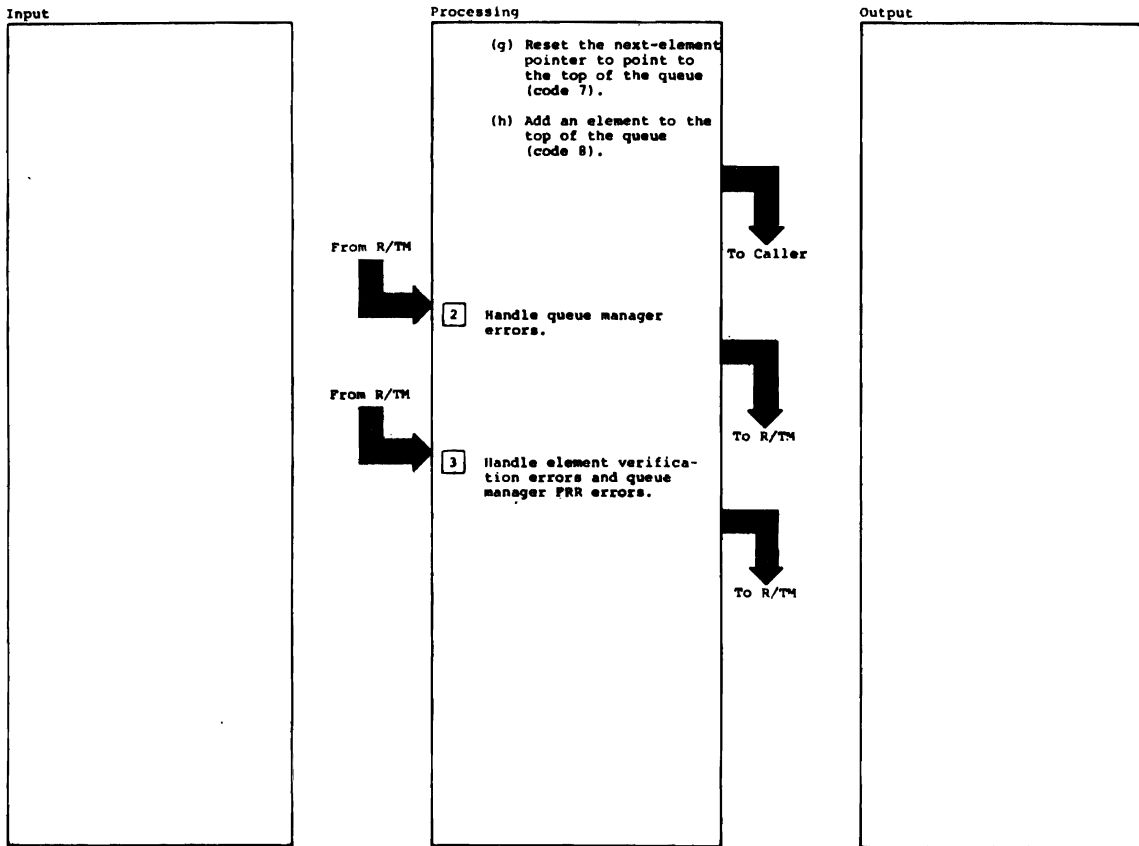 Input
Processing
Output
(g) Reset the next-element
pointer to point to
the top of the queue
(code 7).
(h) Add an element to the
top of the queue
(code 8).
To Caller
From R/TM
2 Handle queue manager
errors.
To R/TM
From R/TM
3 Handle element verifica-
tion errors and queue
manager FRR errors.
To R/TM